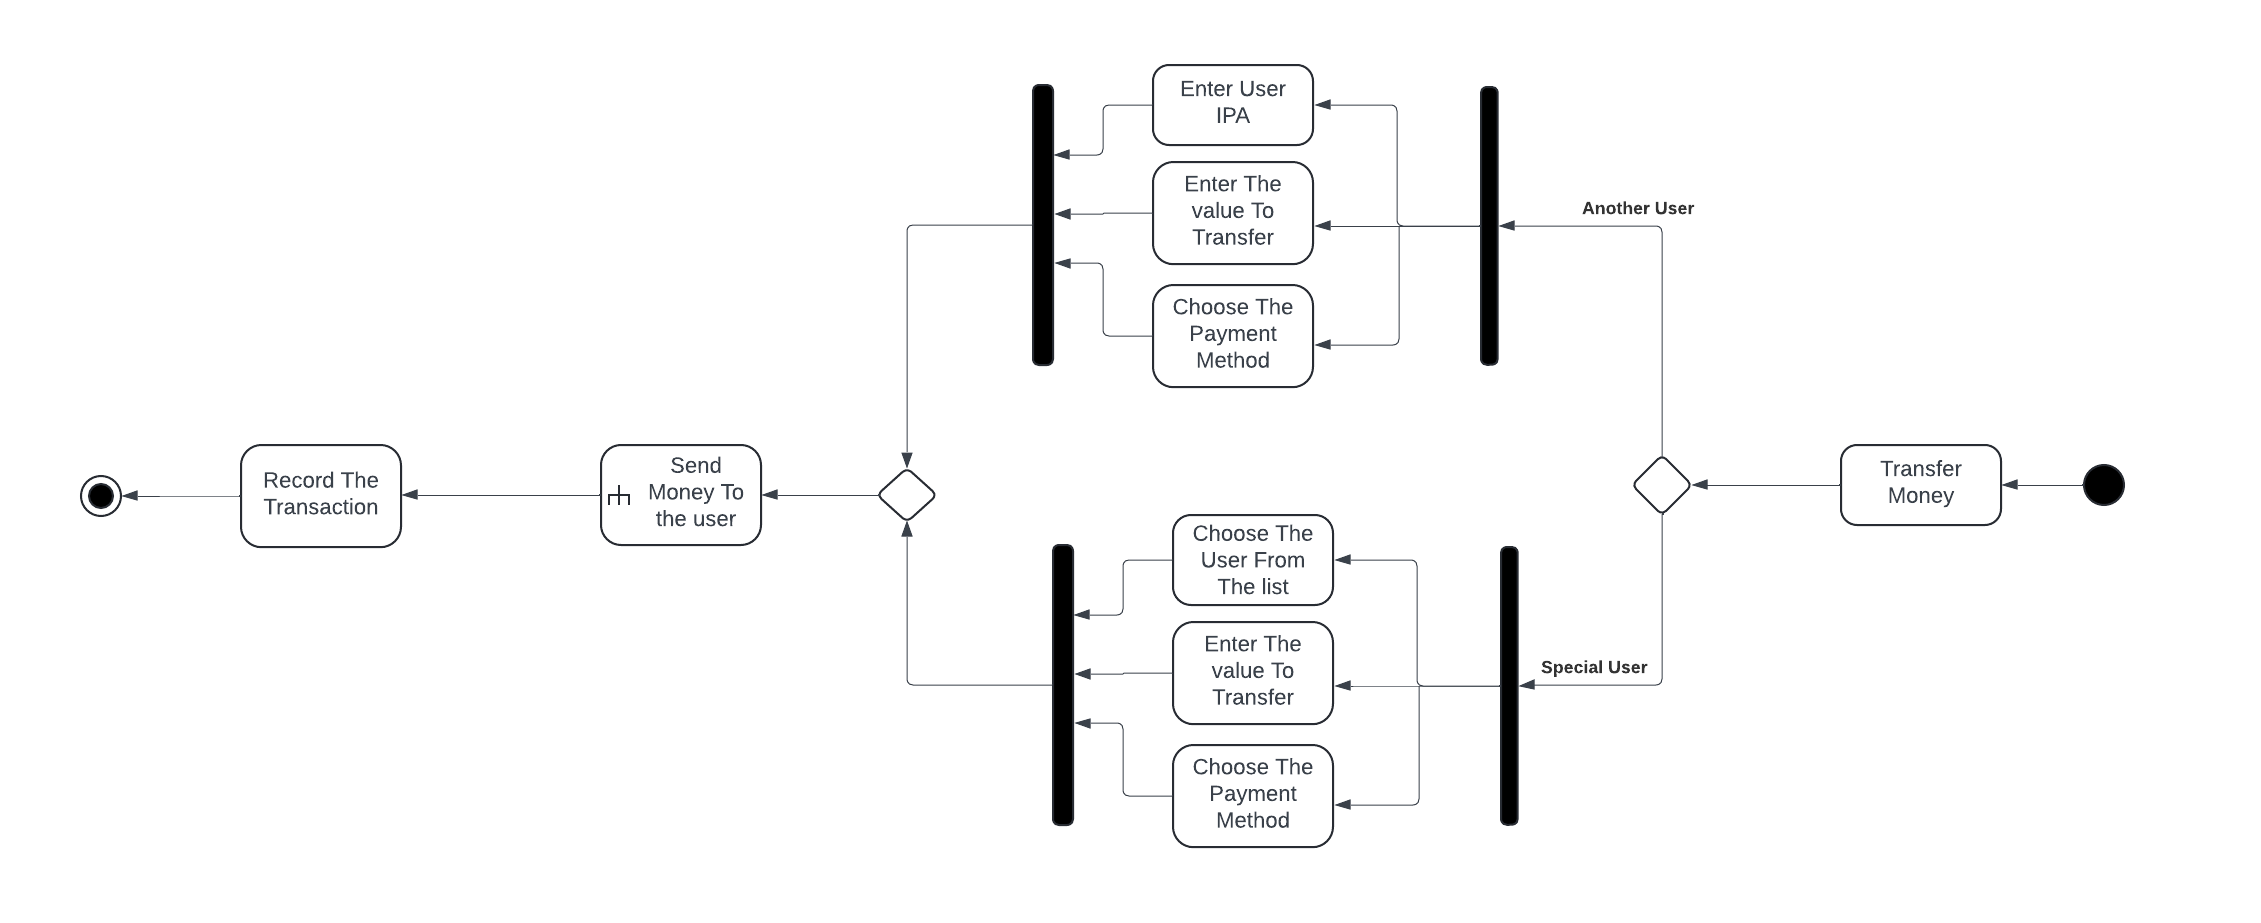 Enter User
IPA
Enter The
value To
Transfer
Choose The
Payment
Method
Another User
Record The
Transaction
Send
Money To
the user
Transfer
Money
Choose The
User From
The list
Enter The
value To
Transfer
Special User
Choose The
Payment
Method